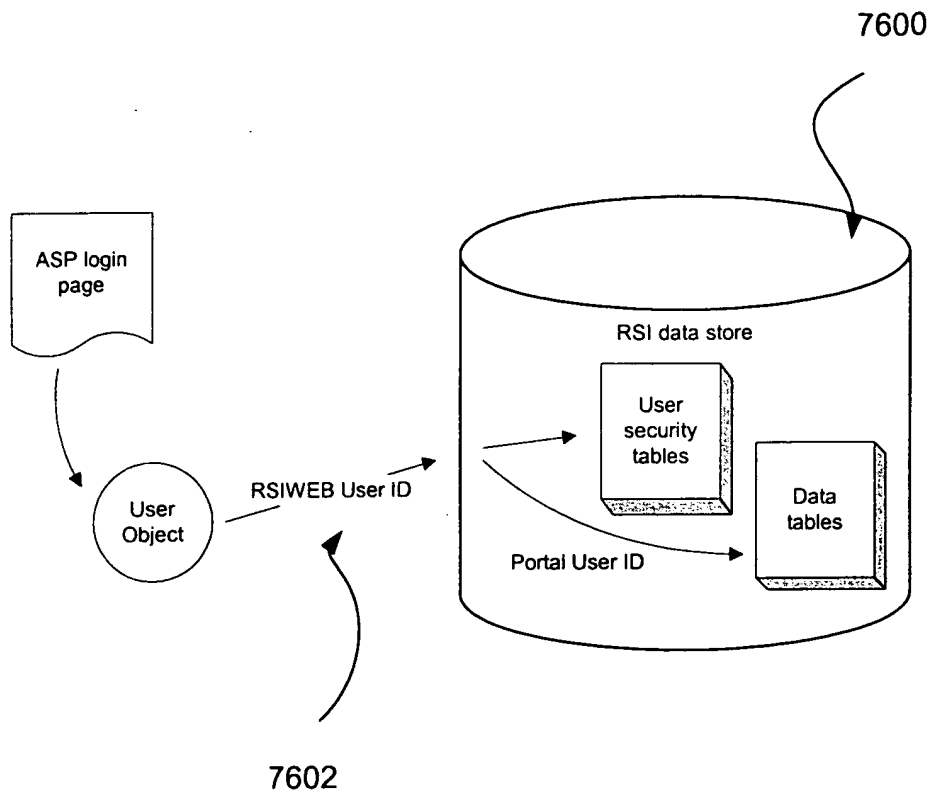 7600
ASP login
page
RSI data store
User
security
tables
RSIWEB User ID
User
Object
Data
tables
Portal User ID
7602